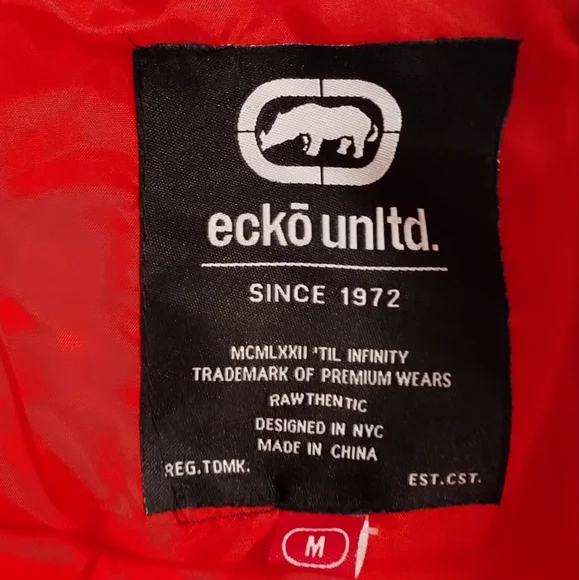 eckō unltd.
SINCE 1972
MCMLXXII 'TIL INFINITY
TRADEMARK OF PREMIUM WEARS
RAWTHENTIC
DESIGNED IN NYC
MADE IN CHINA
REG.TDMK.
EST.CST.
M